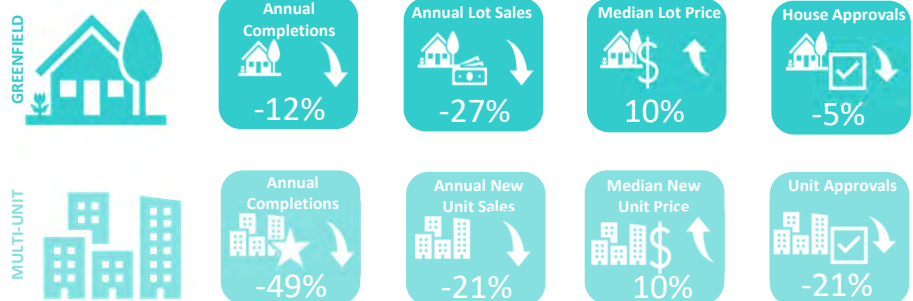 GREENFIELD
Annual
Completions
-12%
Annual Lot Sales
-27%
Median Lot Price
$
10%
House Approvals
-5%
MULTI-UNIT
Annual
Completions
-49%
Annual New
Unit Sales
-21%
Median New
Unit Price
$
10%
Unit Approvals
-21%